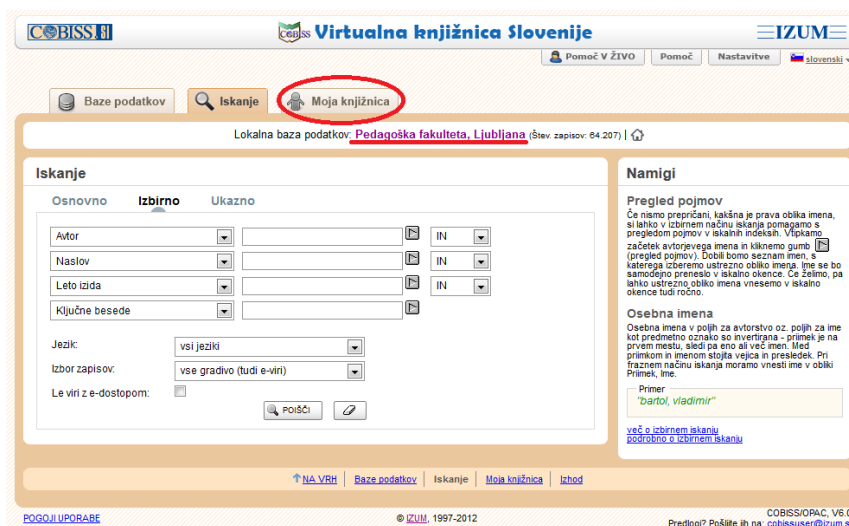 COBISS.SI
COBISS Virtualna knjižnica Slovenije
IZUM
Pomoč V ŽIVO Pomoč Nastavitve slovenski
Baze podatkov Iskanje Moja knjižnica
Lokalna baza podatkov: Pedagoška fakulteta, Ljubljana (Štev. zapisov: 64.207) |
Iskanje
Osnovno Izbirno Ukazno
Avtor IN
Naslov IN
Leto izida IN
Ključne besede
Jezik: vsi jeziki
Izbor zapisov: vse gradivo (tudi e-viri)
Le viri z e-dostopom:
POIŠČI
Namigi
Pregled pojmov
Če nismo prepričani, kakšna je prava oblika imena,
si lahko v izbirnem načinu iskanja pomagamo s
pregledom pojmov v iskalnih indeksih. Vtipkamo
začetek avtorjevega imena in kliknemo gumb
(pregled pojmov). Dobili bomo seznam imen, s
katerega izberemo ustrezno obliko imena. Ime se bo
samodejno preneslo v iskalno okence. Če želimo, pa
lahko ustrezno obliko imena vnesemo v iskalno
okence tudi ročno.
Osebna imena
Osebna imena v poljih za avtorstvo oz. poljih za ime
kot predmetno oznako so invertirana - priimek je na
prvem mestu, sledi pa eno ali več imen. Med
priimkom in imenom stojita vejica in presledek. Pri
fraznem načinu iskanja moramo vnesti ime v obliki
Priimek, Ime.
Primer
"bartol, vladimir"
več o izbirnem iskanju
podrobno o izbirnem iskanju
NA VRH | Baze podatkov | Iskanje | Moja knjižnica | Izhod
POGOJI UPORABE
© IZUM, 1997-2012
COBISS/OPAC, V6.0
Predlogi? Pošljite jih na: cobissuser@izum.s